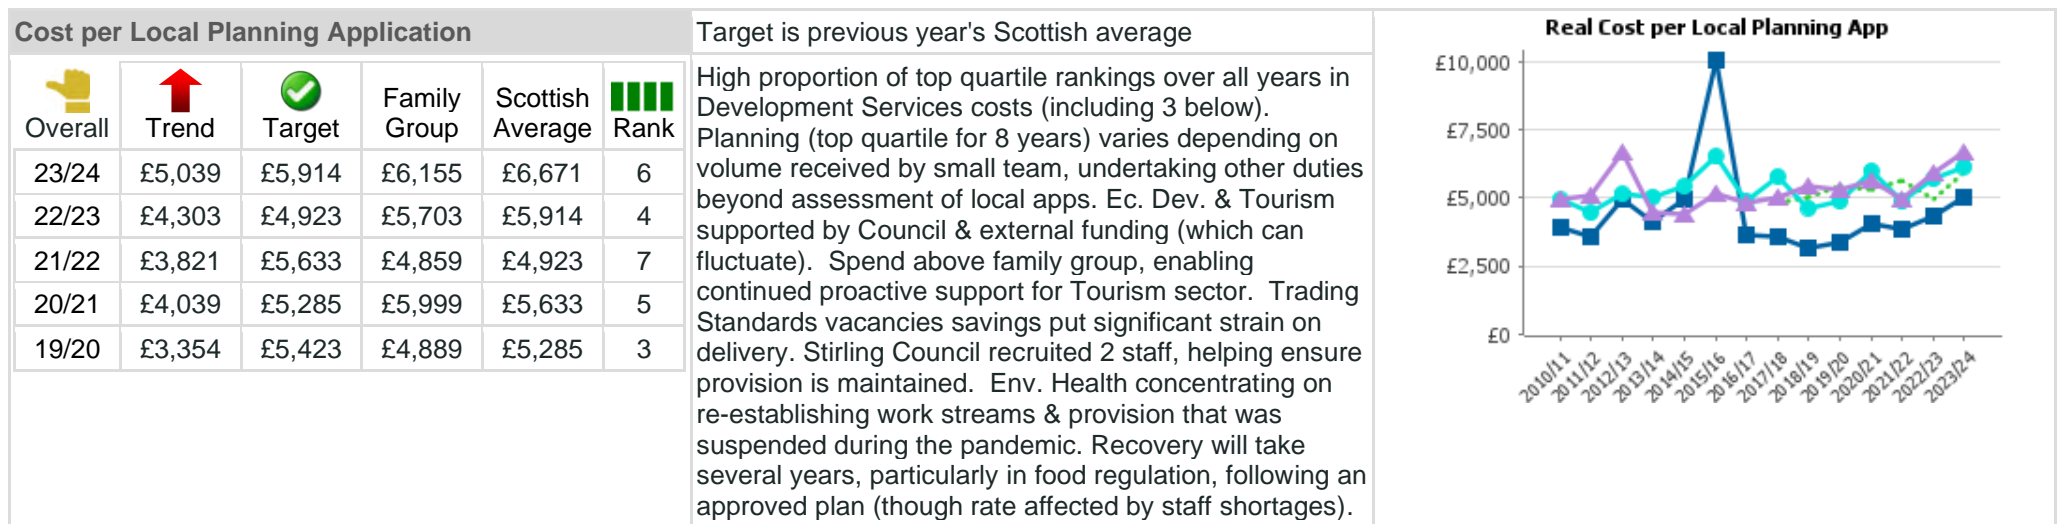 Cost per Local Planning Application
Overall Trend Target Family Group Scottish Average Rank
23/24 £5,039 £5,914 £6,155 £6,671 6
22/23 £4,303 £4,923 £5,703 £5,914 4
21/22 £3,821 £5,633 £4,859 £4,923 7
20/21 £4,039 £5,285 £5,999 £5,633 5
19/20 £3,354 £5,423 £4,889 £5,285 3
Target is previous year's Scottish average
High proportion of top quartile rankings over all years in
Development Services costs (including 3 below).
Planning (top quartile for 8 years) varies depending on
volume received by small team, undertaking other duties
beyond assessment of local apps. Ec. Dev. & Tourism
supported by Council & external funding (which can
fluctuate).  Spend above family group, enabling
continued proactive support for Tourism sector.  Trading
Standards vacancies savings put significant strain on
delivery. Stirling Council recruited 2 staff, helping ensure
provision is maintained.  Env. Health concentrating on
re-establishing work streams & provision that was
suspended during the pandemic. Recovery will take
several years, particularly in food regulation, following an
approved plan (though rate affected by staff shortages).
Real Cost per Local Planning App
£10,000
£7,500
£5,000
£2,500
£0
2010/11 2011/12 2012/13 2013/14 2014/15 2015/16 2016/17 2017/18 2018/19 2019/20 2020/21 2021/22 2022/23 2023/24